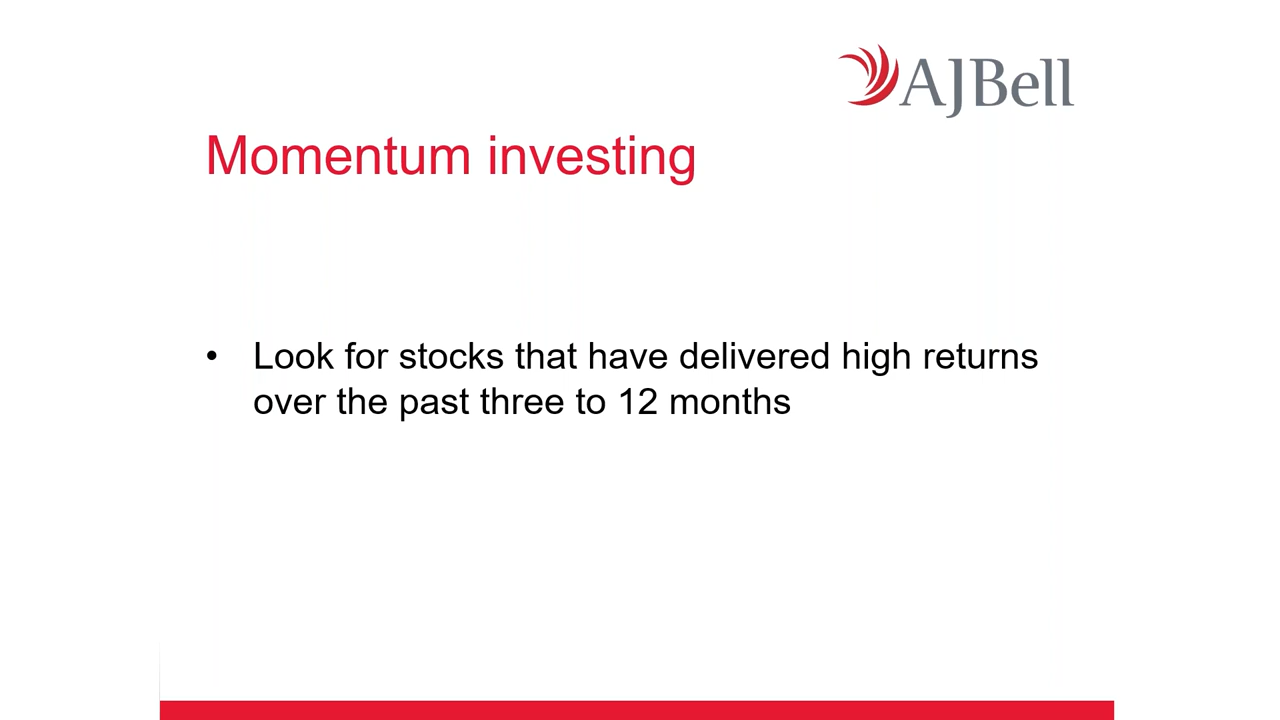 AJBell
Momentum investing
• Look for stocks that have delivered high returns
over the past three to 12 months